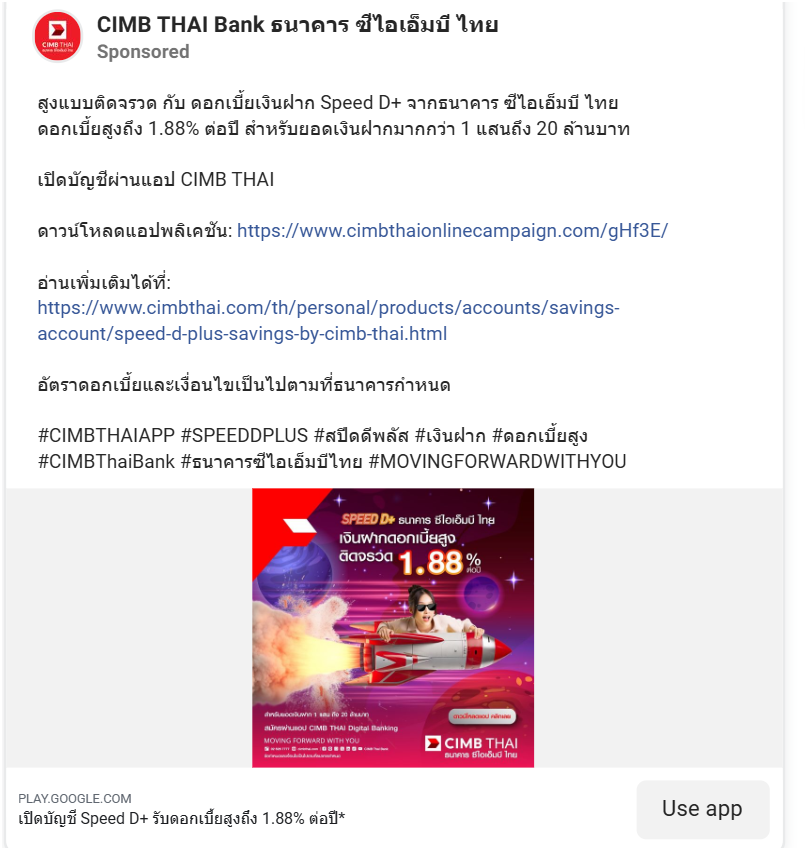 CIMB THAI
CIMB THAI Bank ธนาคาร ซีไอเอ็มบี ไทย
Sponsored
สูงแบบติดจรวด กับ ดอกเบี้ยเงินฝาก Speed D+ จากธนาคาร ซีไอเอ็มบี ไทย
ดอกเบี้ยสูงถึง 1.88% ต่อปี สำหรับยอดเงินฝากมากกว่า 1 แสนถึง 20 ล้านบาท
เปิดบัญชีผ่านแอป CIMB THAI
ดาวน์โหลดแอปพลิเคชัน: https://www.cimbthaionlinecampaign.com/gHf3E/
อ่านเพิ่มเติมได้ที่:
https://www.cimbthai.com/th/personal/products/accounts/savings-
account/speed-d-plus-savings-by-cimb-thai.html
อัตราดอกเบี้ยและเงื่อนไขเป็นไปตามที่ธนาคารกำหนด
#CIMBTHAIAPP #SPEEDDPLUS #สปีดดีพลัส #เงินฝาก #ดอกเบี้ยสูง
#CIMBThaiBank #ธนาคารซีไอเอ็มบีไทย #MOVINGFORWARDWITHYOU
SPEED D+ ธนาคาร ซีไอเอ็มบี ไทย
เงินฝากดอกเบี้ยสูง
ติดจรวด 1.88% ต่อปี
สำหรับยอดเงินฝาก 1 แสน ถึง 20 ล้านบาท
ดาวน์โหลดแอป คลิกเลย
สมัครผ่านแอป CIMB THAI Digital Banking
MOVING FORWARD WITH YOU
CIMB THAI
ธนาคาร ซีไอเอ็มบี ไทย
PLAY.GOOGLE.COM
เปิดบัญชี Speed D+ รับดอกเบี้ยสูงถึง 1.88% ต่อปี*
Use app